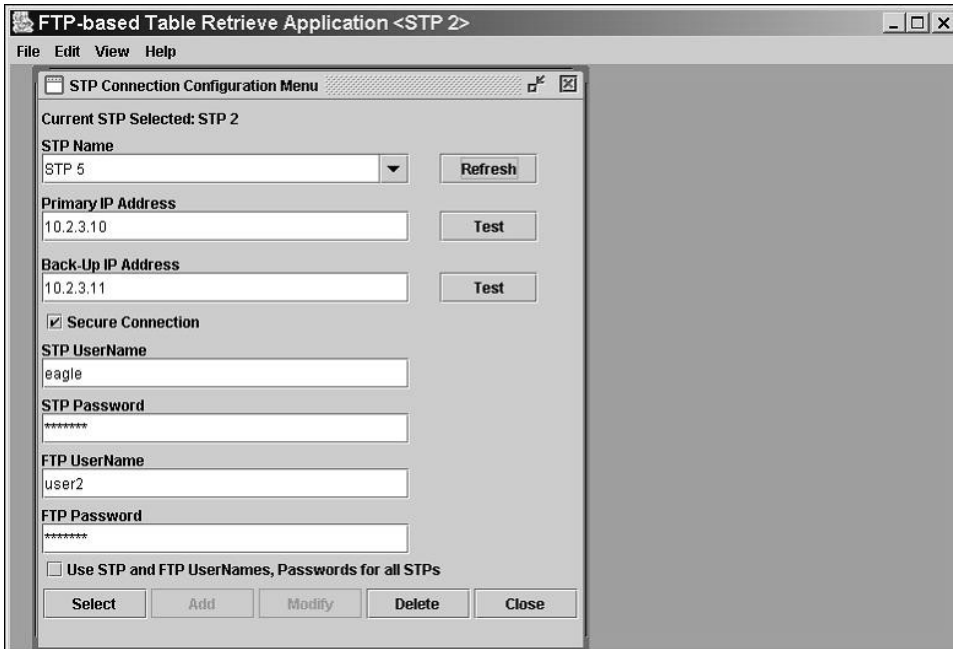 FTP-based Table Retrieve Application <STP 2>
File Edit View Help
STP Connection Configuration Menu
Current STP Selected: STP 2
STP Name
STP 5
Refresh
Primary IP Address
10.2.3.10
Test
Back-Up IP Address
10.2.3.11
Test
Secure Connection
STP UserName
eagle
STP Password
*******
FTP UserName
user2
FTP Password
*******
Use STP and FTP UserNames, Passwords for all STPs
Select Add Modify Delete Close